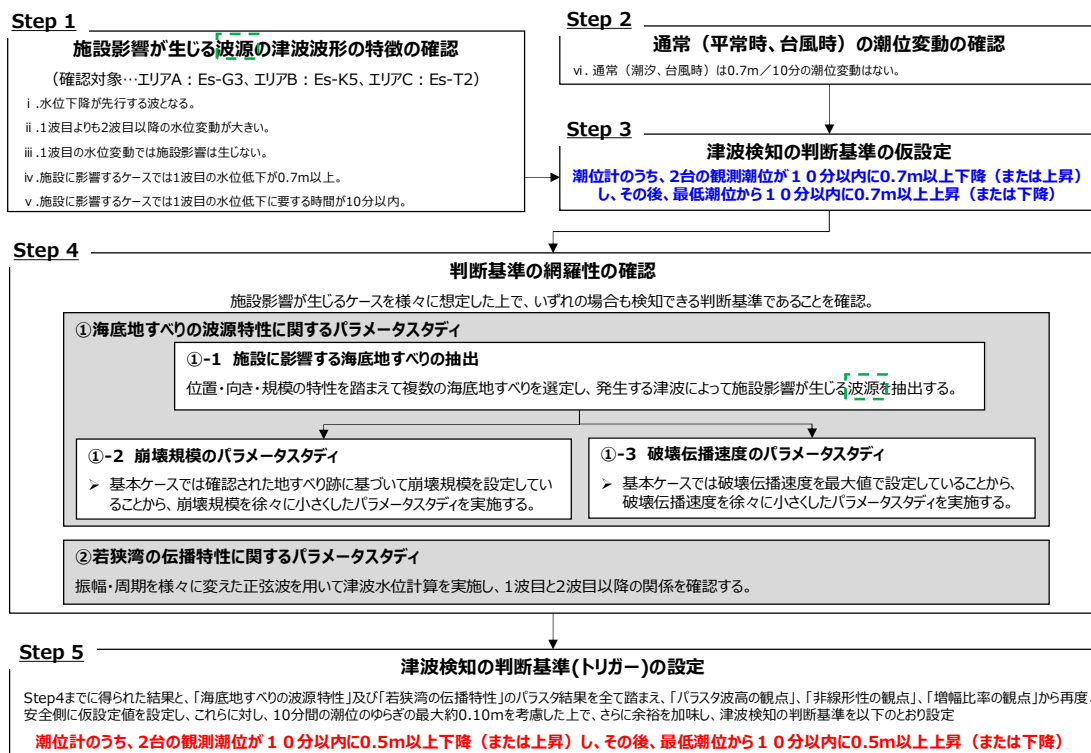 Step 1
施設影響が生じる波源の津波波形の特徴の確認
（確認対象…エリアA：Es-G3、エリアB：Es-K5、エリアC：Es-T2）
ⅰ.水位下降が先行する波となる。
ⅱ.1波目よりも2波目以降の水位変動が大きい。
ⅲ.1波目の水位変動では施設影響は生じない。
ⅳ.施設に影響するケースでは1波目の水位低下が0.7m以上。
ⅴ.施設に影響するケースでは1波目の水位低下に要する時間が10分以内。
Step 2
通常（平常時、台風時）の潮位変動の確認
ⅵ. 通常（潮汐、台風時）は0.7m／10分の潮位変動はない。
Step 3
津波検知の判断基準の仮設定
潮位計のうち、2台の観測潮位が１０分以内に0.7m以上下降（または上昇）
し、その後、最低潮位から１０分以内に0.7m以上上昇（または下降）
Step 4
判断基準の網羅性の確認
施設影響が生じるケースを様々に想定した上で、いずれの場合も検知できる判断基準であることを確認。
①海底地すべりの波源特性に関するパラメータスタディ
①-1 施設に影響する海底地すべりの抽出
位置・向き・規模の特性を踏まえて複数の海底地すべりを選定し、発生する津波によって施設影響が生じる波源を抽出する。
①-2 崩壊規模のパラメータスタディ
➢ 基本ケースでは確認された地すべり跡に基づいて崩壊規模を設定してい
ることから、崩壊規模を徐々に小さくしたパラメータスタディを実施する。
①-3 破壊伝播速度のパラメータスタディ
➢ 基本ケースでは破壊伝播速度を最大値で設定していることから、
破壊伝播速度を徐々に小さくしたパラメータスタディを実施する。
②若狭湾の伝播特性に関するパラメータスタディ
振幅・周期を様々に変えた正弦波を用いて津波水位計算を実施し、1波目と2波目以降の関係を確認する。
Step 5
津波検知の判断基準(トリガー)の設定
Step4までに得られた結果と、「海底地すべりの波源特性」及び「若狭湾の伝播特性」のパラスタ結果を全て踏まえ、「パラスタ波高の観点」、「非線形性の観点」、「増幅比率の観点」から再度、
安全側に仮設定値を設定し、これらに対し、10分間の潮位のゆらぎの最大約0.10mを考慮した上で、さらに余裕を加味し、津波検知の判断基準を以下のとおり設定
潮位計のうち、2台の観測潮位が１０分以内に0.5m以上下降（または上昇）し、その後、最低潮位から１０分以内に0.5m以上上昇（または下降）